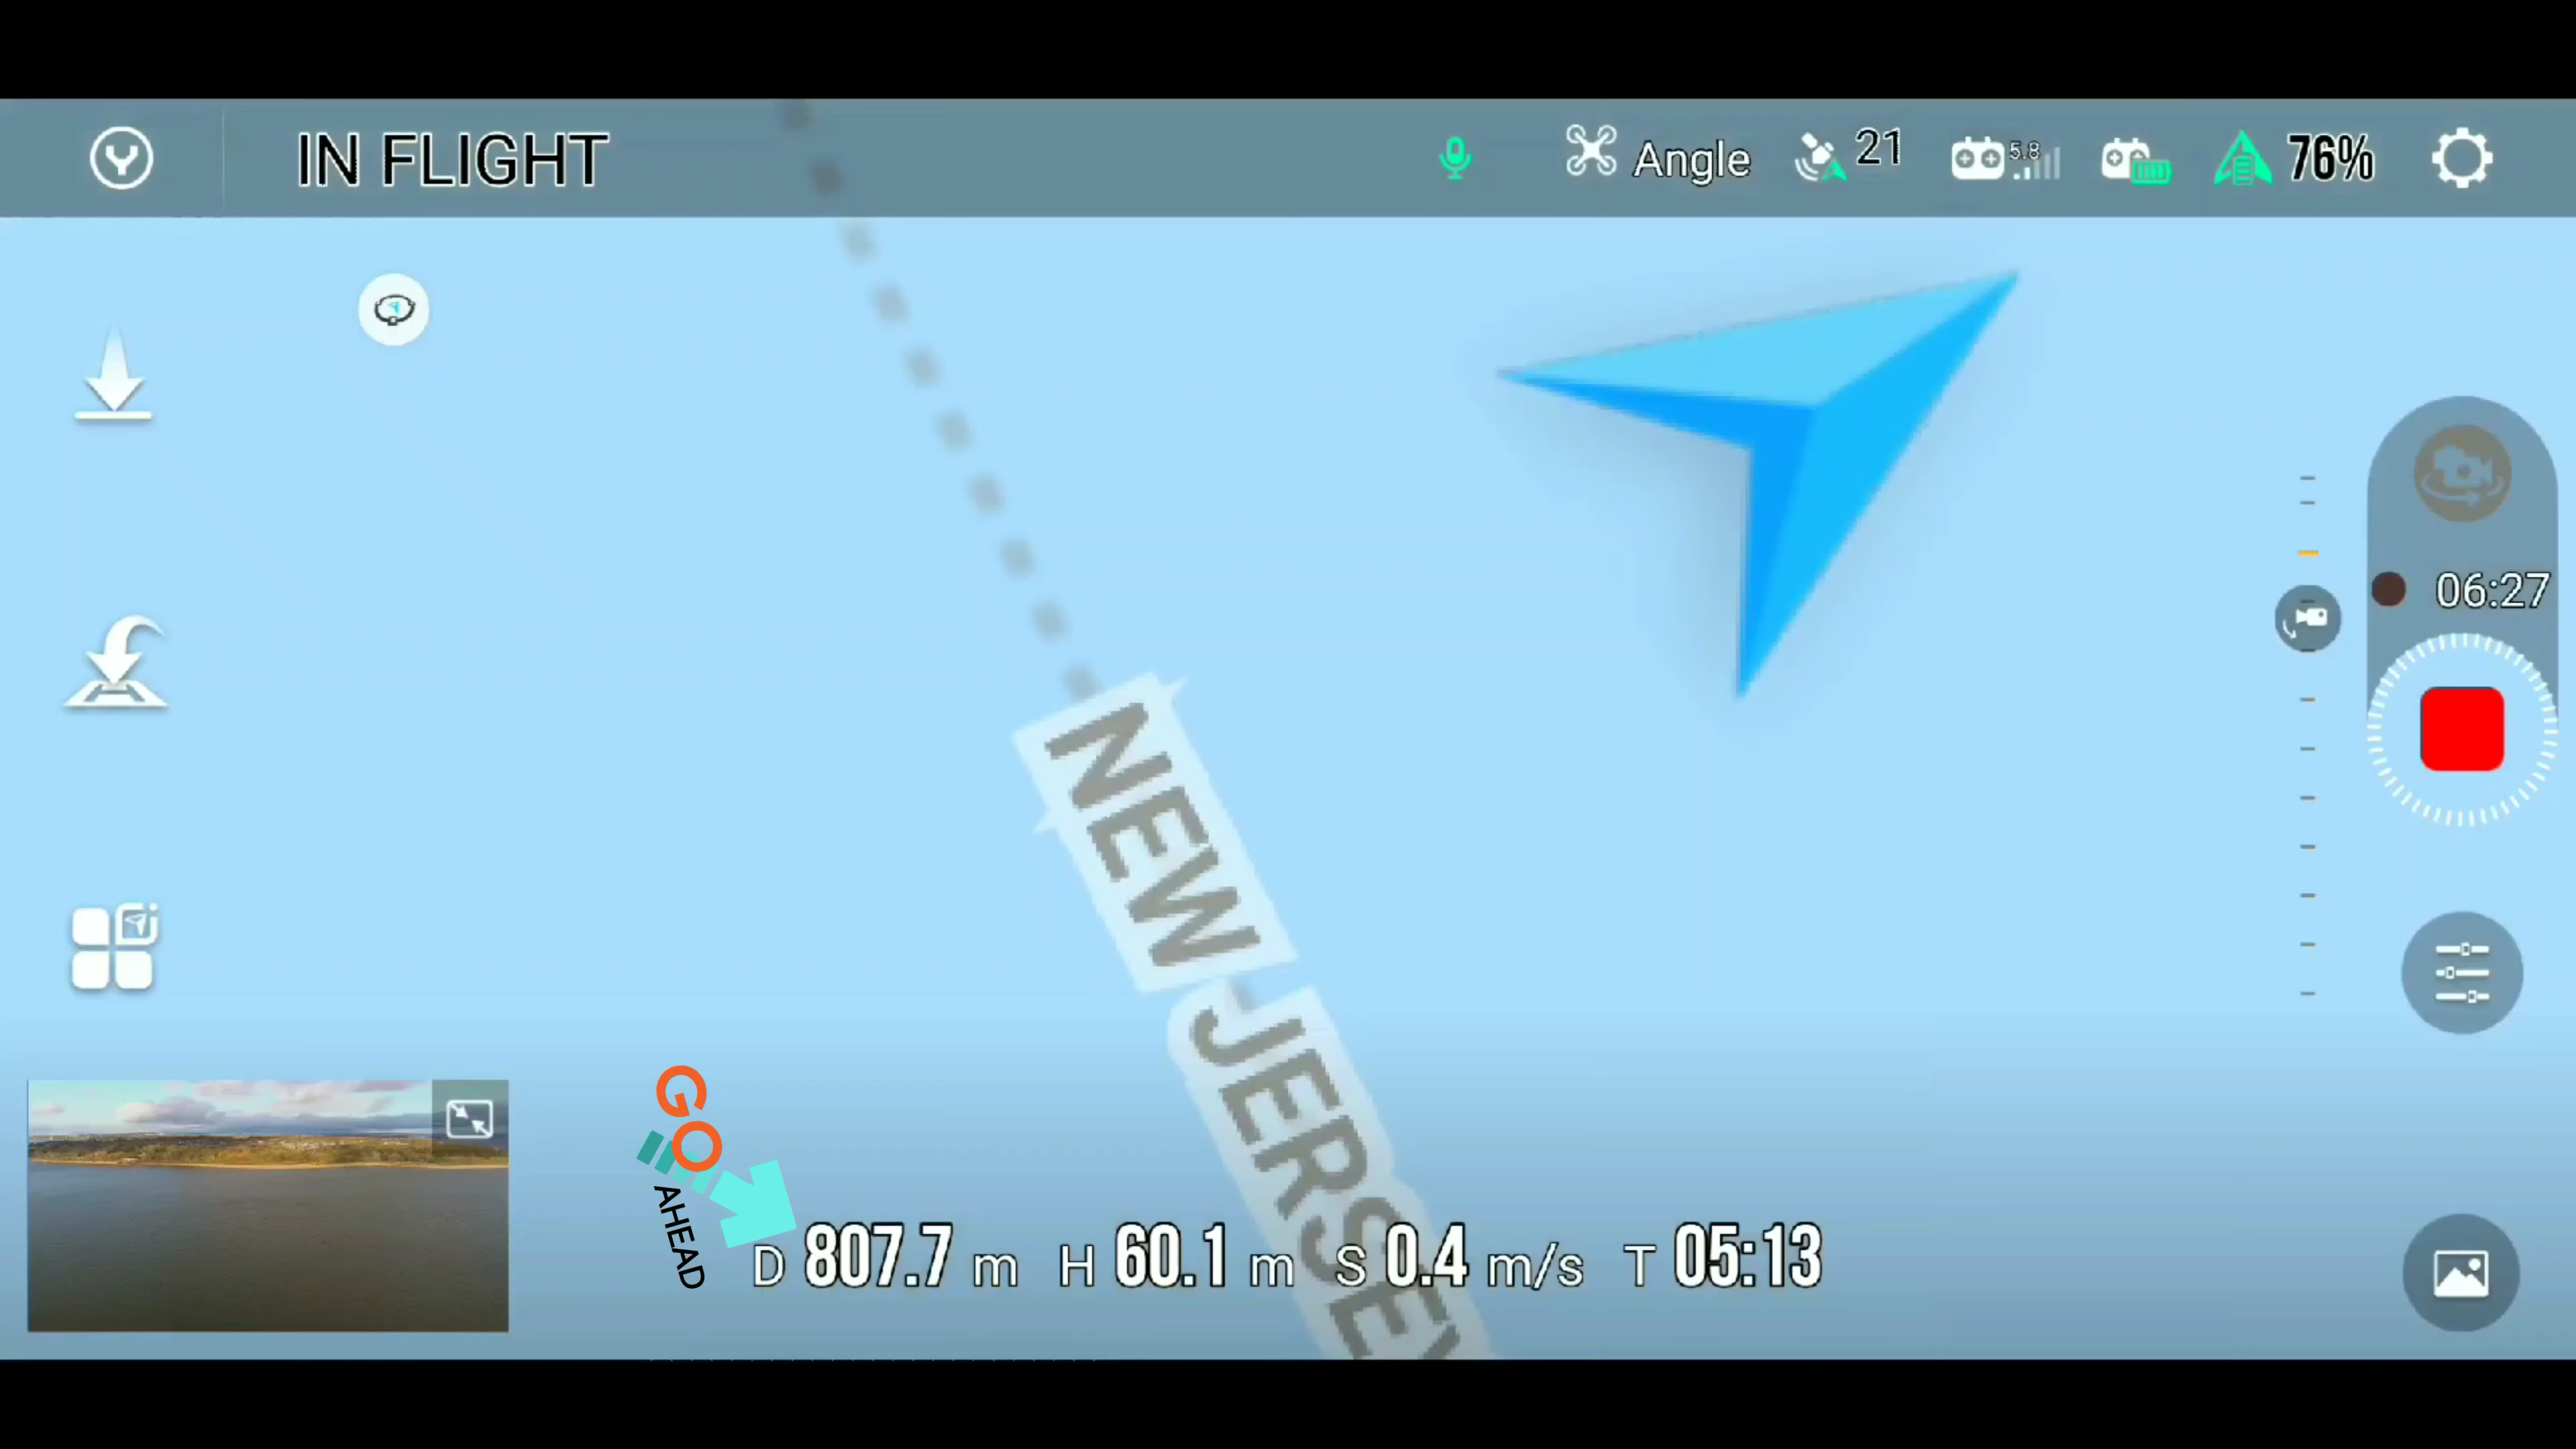 IN FLIGHT
Angle
21
5.8
76%
06:27
NEW JERSEY
GO
AHEAD
D 807.7 m H 60.1 m S 0.4 m/s T 05:13